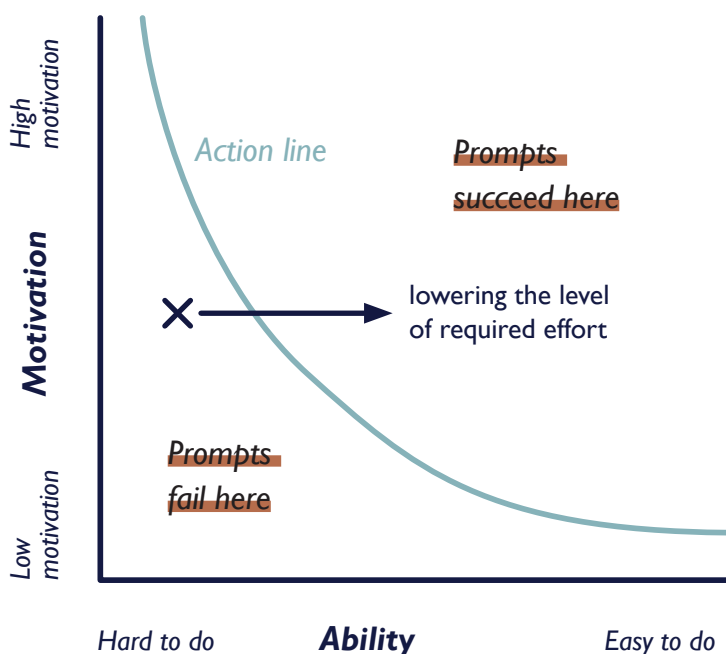 High
motivation
Action line
Prompts
succeed here
Motivation
lowering the level
of required effort
Prompts
fail here
Low
motivation
Hard to do
Ability
Easy to do